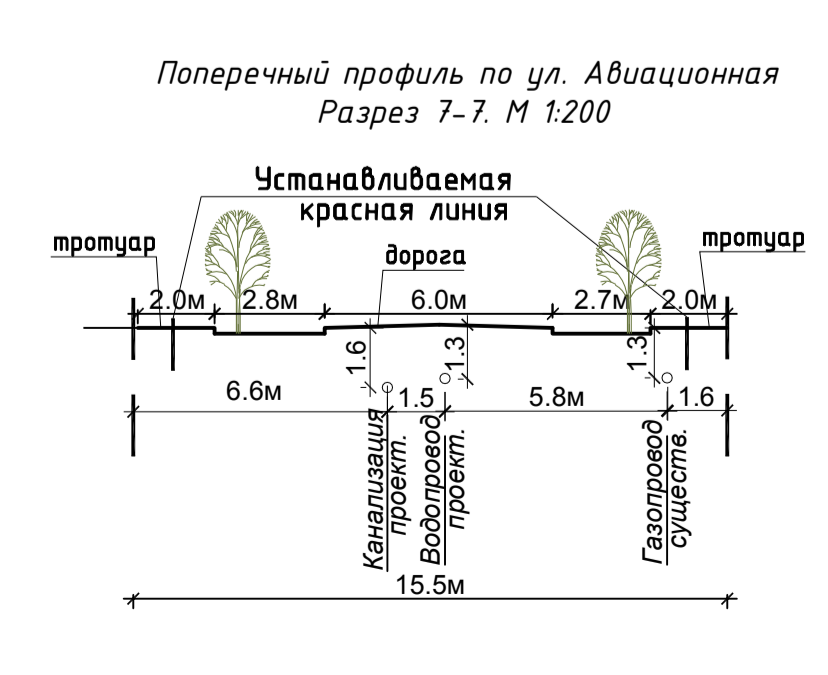 Поперечный профиль по ул. Авиационная
Разрез 7-7. М 1:200
Устанавливаемая
красная линия
тротуар
дорога
тротуар
2.0м
2.8м
6.0м
2.7м
2.0м
1.6
1.3
1.3
6.6м
1.5
5.8м
1.6
Канализация
проект.
Водопровод
проект.
Газопровод
существ.
15.5м